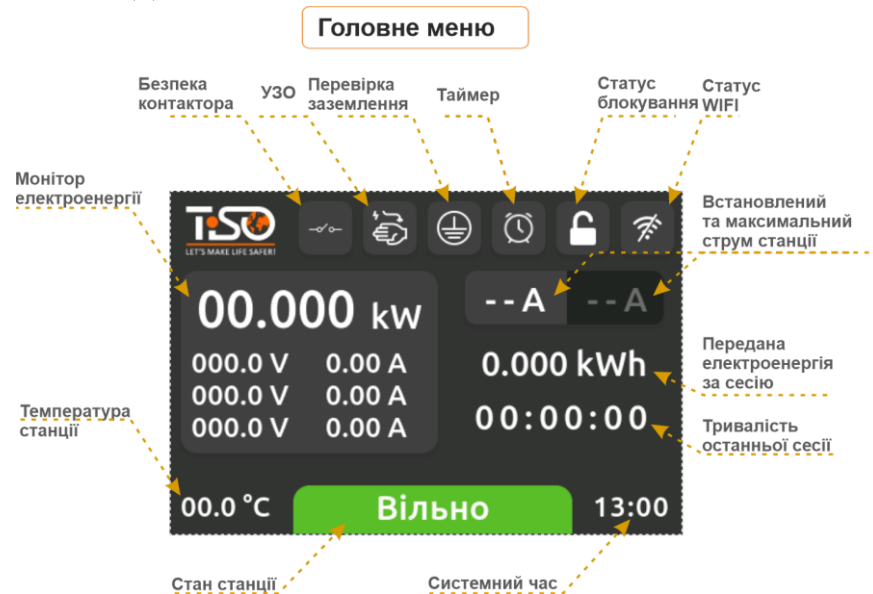 Головне меню
Безпека
контактора
УЗО
Перевірка
заземлення
Таймер
Статус
блокування
Статус
WIFI
Монітор
електроенергії
Встановлений
та максимальний
струм станції
TiSO
LET'S MAKE LIFE SAFER!
00.000 kW
--A
--A
000.0 V 0.00 A
000.0 V 0.00 A
000.0 V 0.00 A
0.000 kWh
00:00:00
Передана
електроенергія
за сесію
Температура
станції
Тривалість
останньої сесії
00.0 °C
Вільно
13:00
Стан станції
Системний час